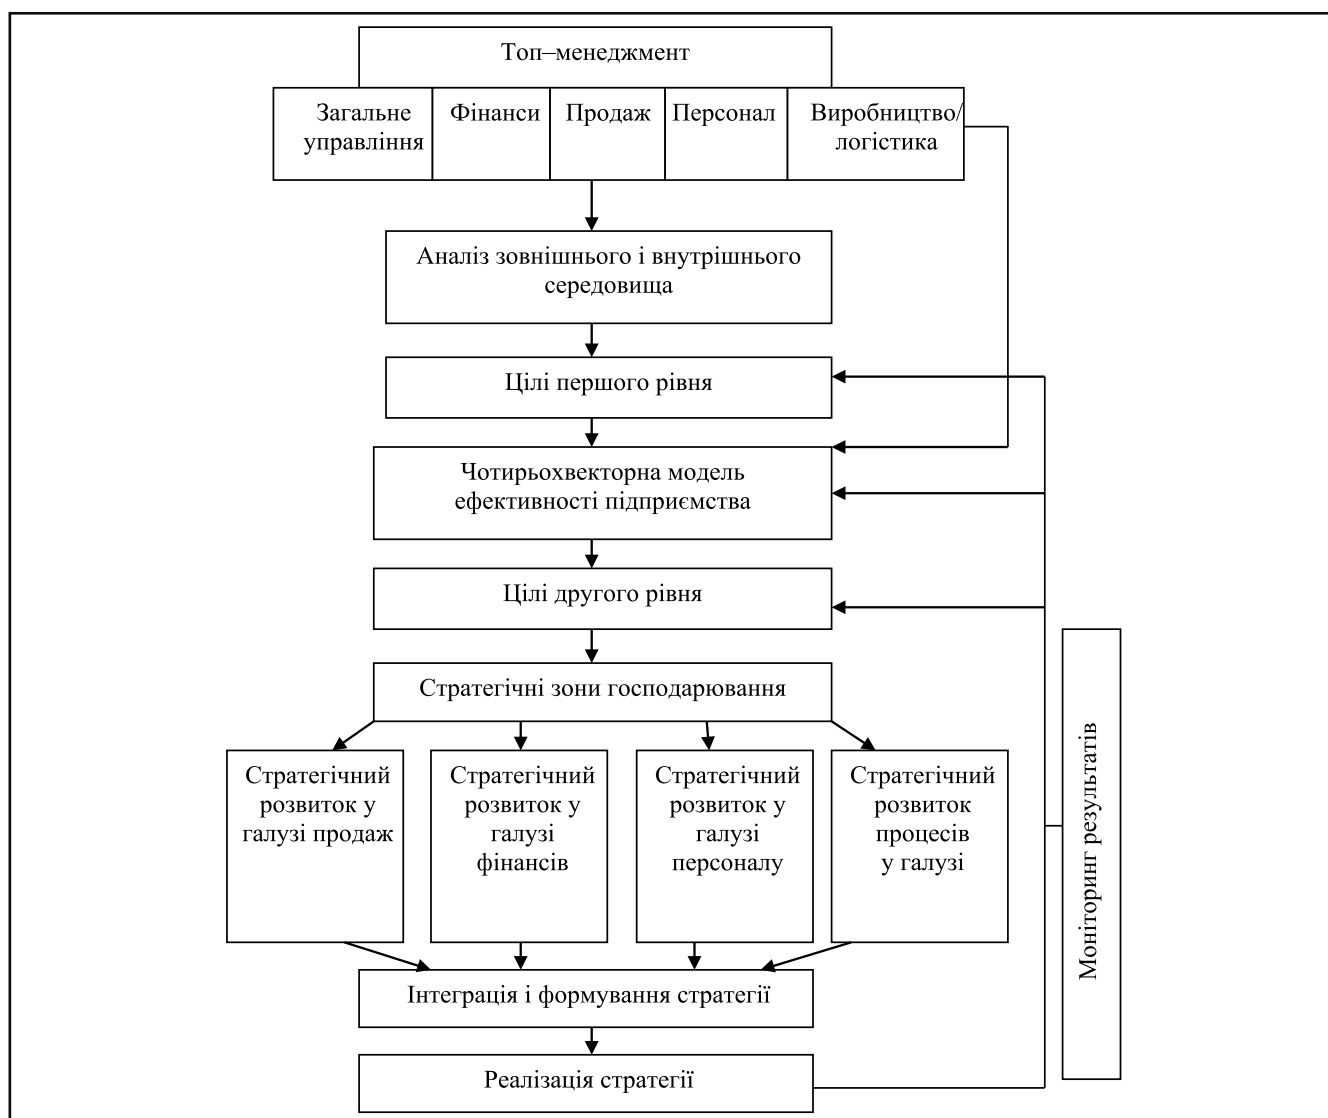 Топ–менеджмент
Загальне
управління
Фінанси
Продаж
Персонал
Виробництво/
логістика
Аналіз зовнішнього і внутрішнього
середовища
Цілі першого рівня
Чотирьохвекторна модель
ефективності підприємства
Цілі другого рівня
Стратегічні зони господарювання
Стратегічний
розвиток у
галузі продаж
Стратегічний
розвиток у
галузі
фінансів
Стратегічний
розвиток у
галузі
персоналу
Стратегічний
розвиток
процесів
у галузі
Моніторинг результатів
Інтеграція і формування стратегії
Реалізація стратегії